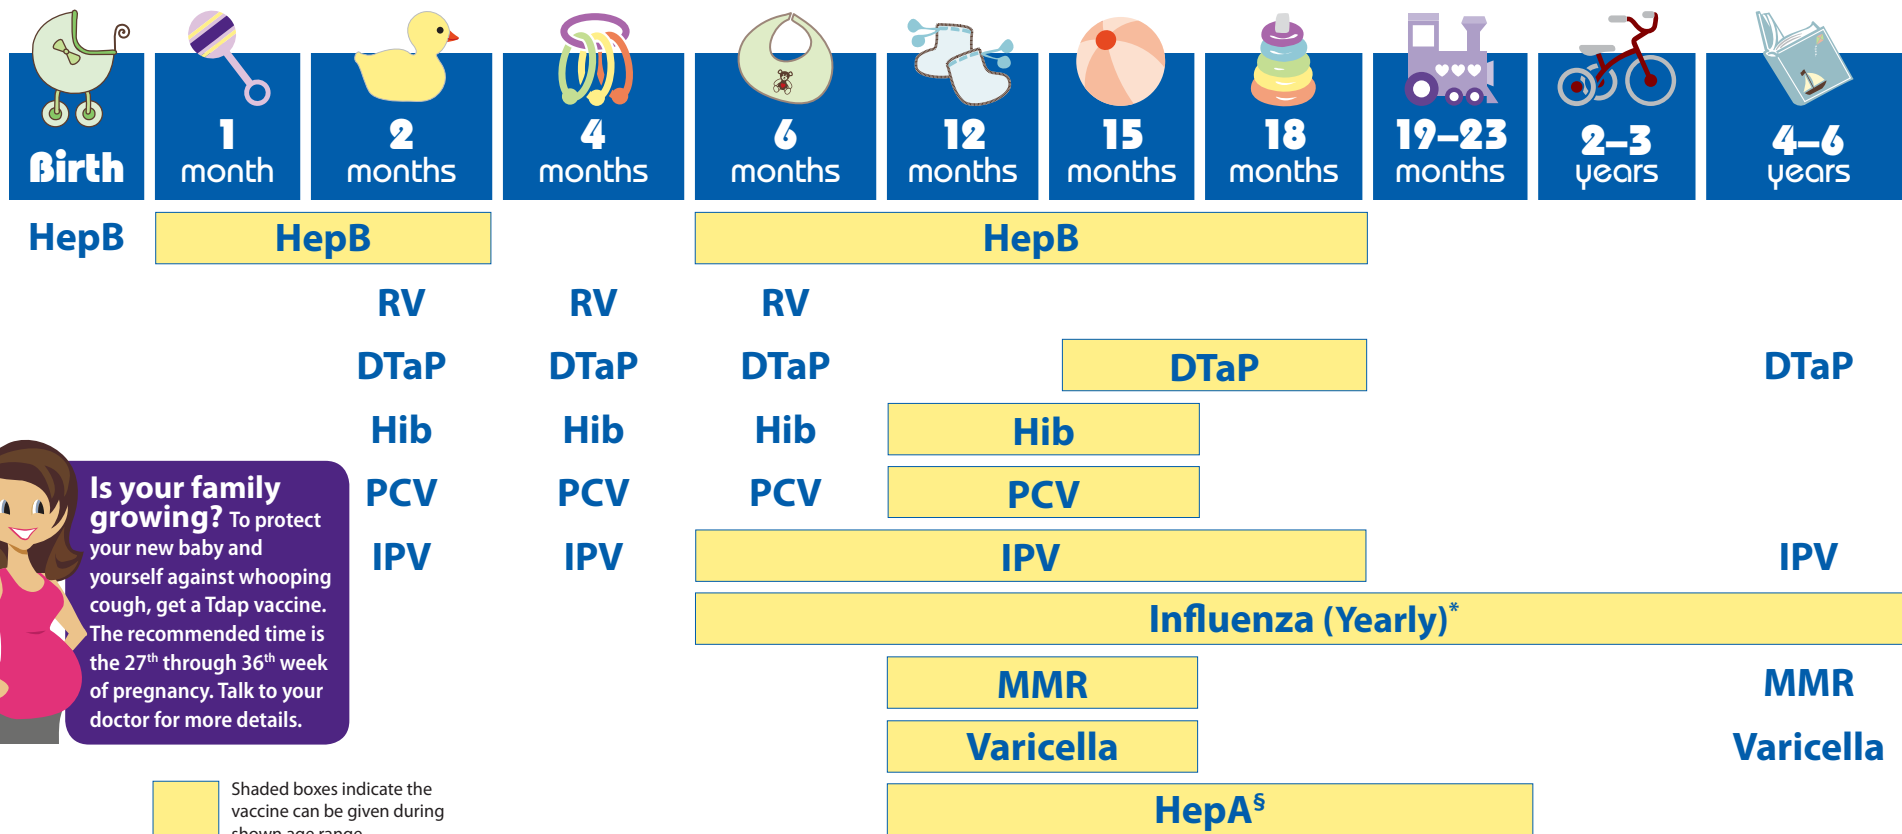 Birth
1
month
2
months
4
months
6
months
12
months
15
months
18
months
19–23
months
2–3
years
4–6
years
HepB HepB HepB
RV RV RV
DTaP DTaP DTaP DTaP DTaP
Hib Hib Hib Hib
PCV PCV PCV PCV
IPV IPV IPV IPV
Influenza (Yearly)*
MMR MMR
Varicella Varicella
HepA§
Is your family
growing? To protect
your new baby and
yourself against whooping
cough, get a Tdap vaccine.
The recommended time is
the 27th through 36th week
of pregnancy. Talk to your
doctor for more details.
Shaded boxes indicate the
vaccine can be given during
shown age range.